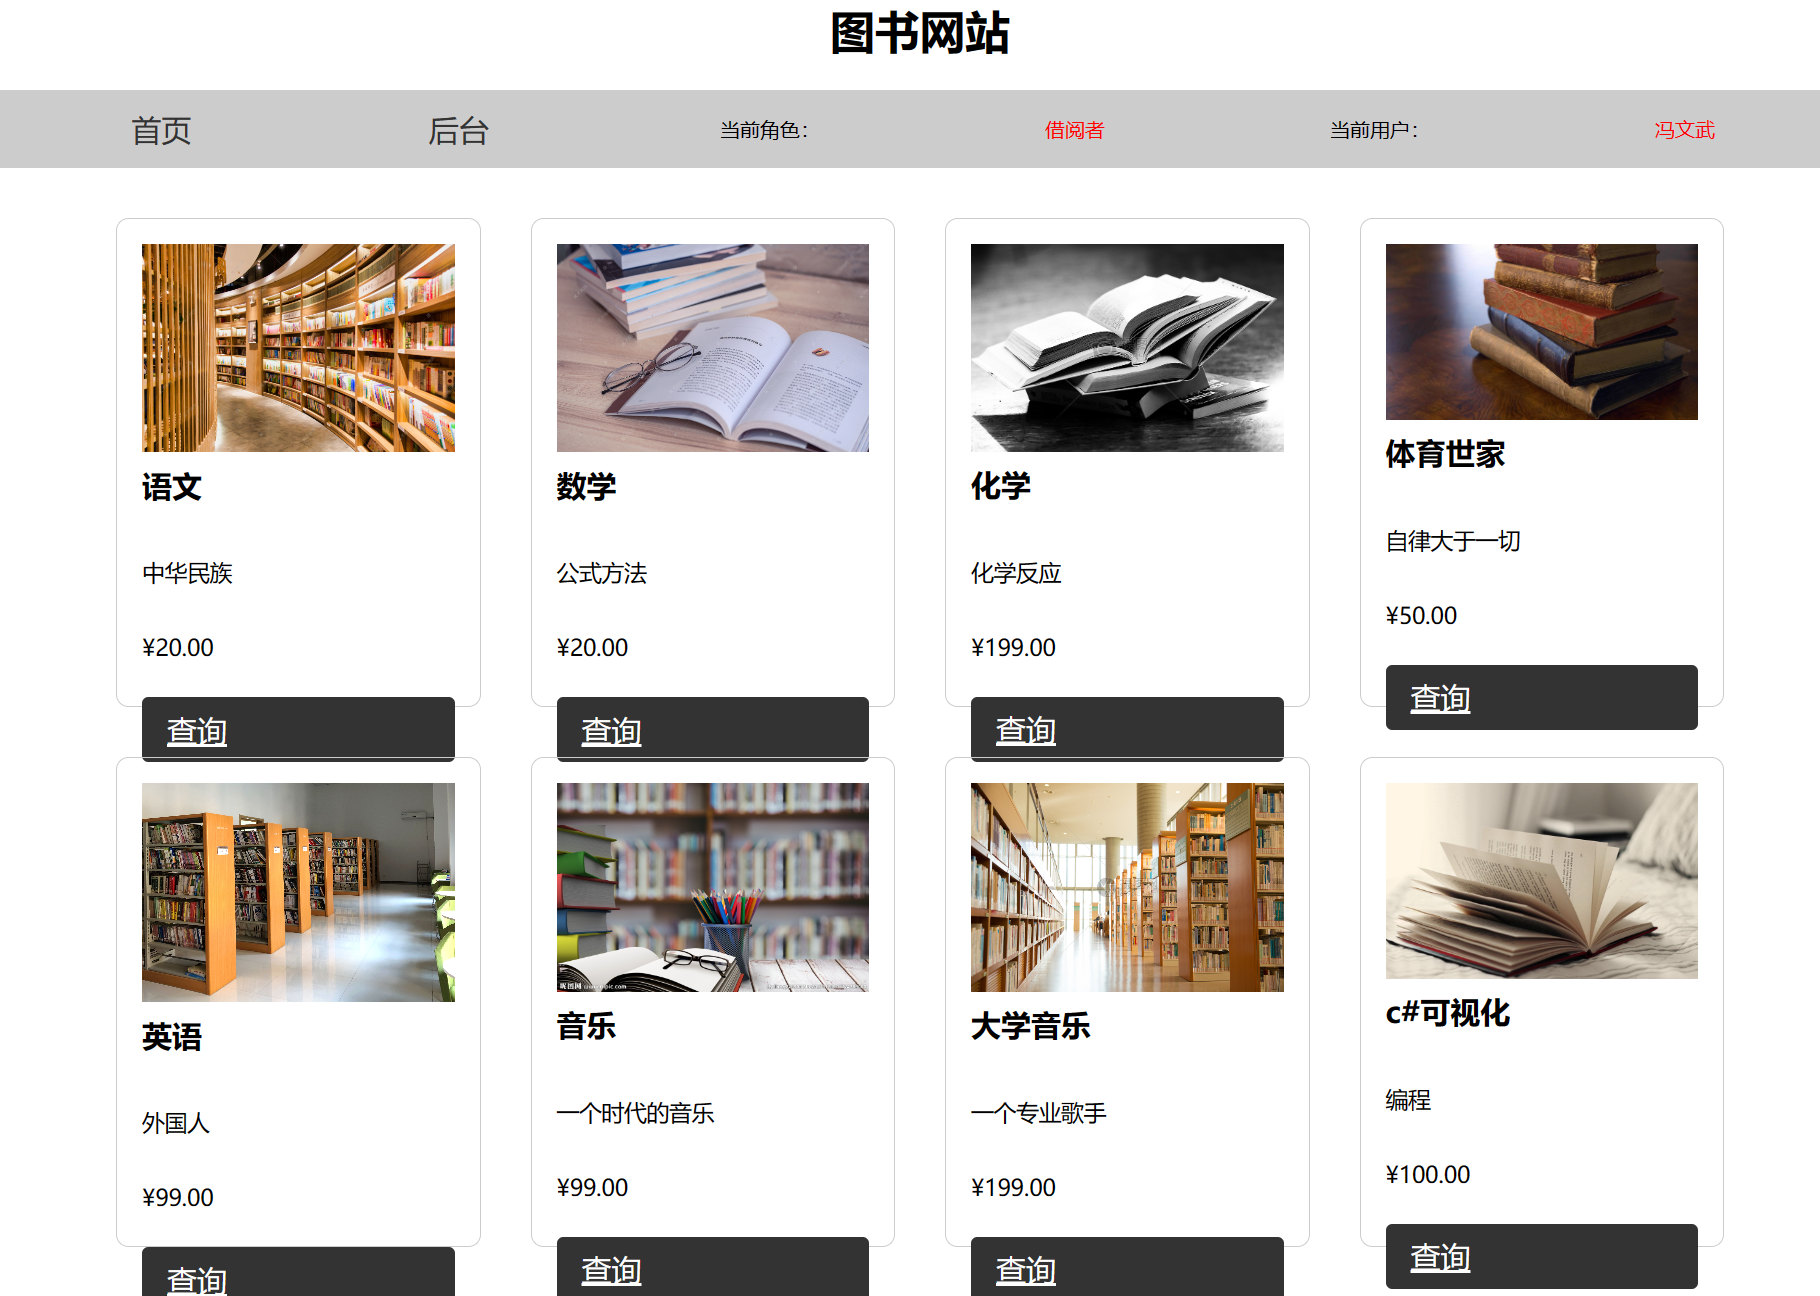 图书网站
首页 后台 当前角色： 借阅者 当前用户： 冯文武
语文
中华民族
¥20.00
查询
数学
公式方法
¥20.00
查询
化学
化学反应
¥199.00
查询
体育世家
自律大于一切
¥50.00
查询
英语
外国人
¥99.00
查询
音乐
一个时代的音乐
¥99.00
查询
大学音乐
一个专业歌手
¥199.00
查询
c#可视化
编程
¥100.00
查询